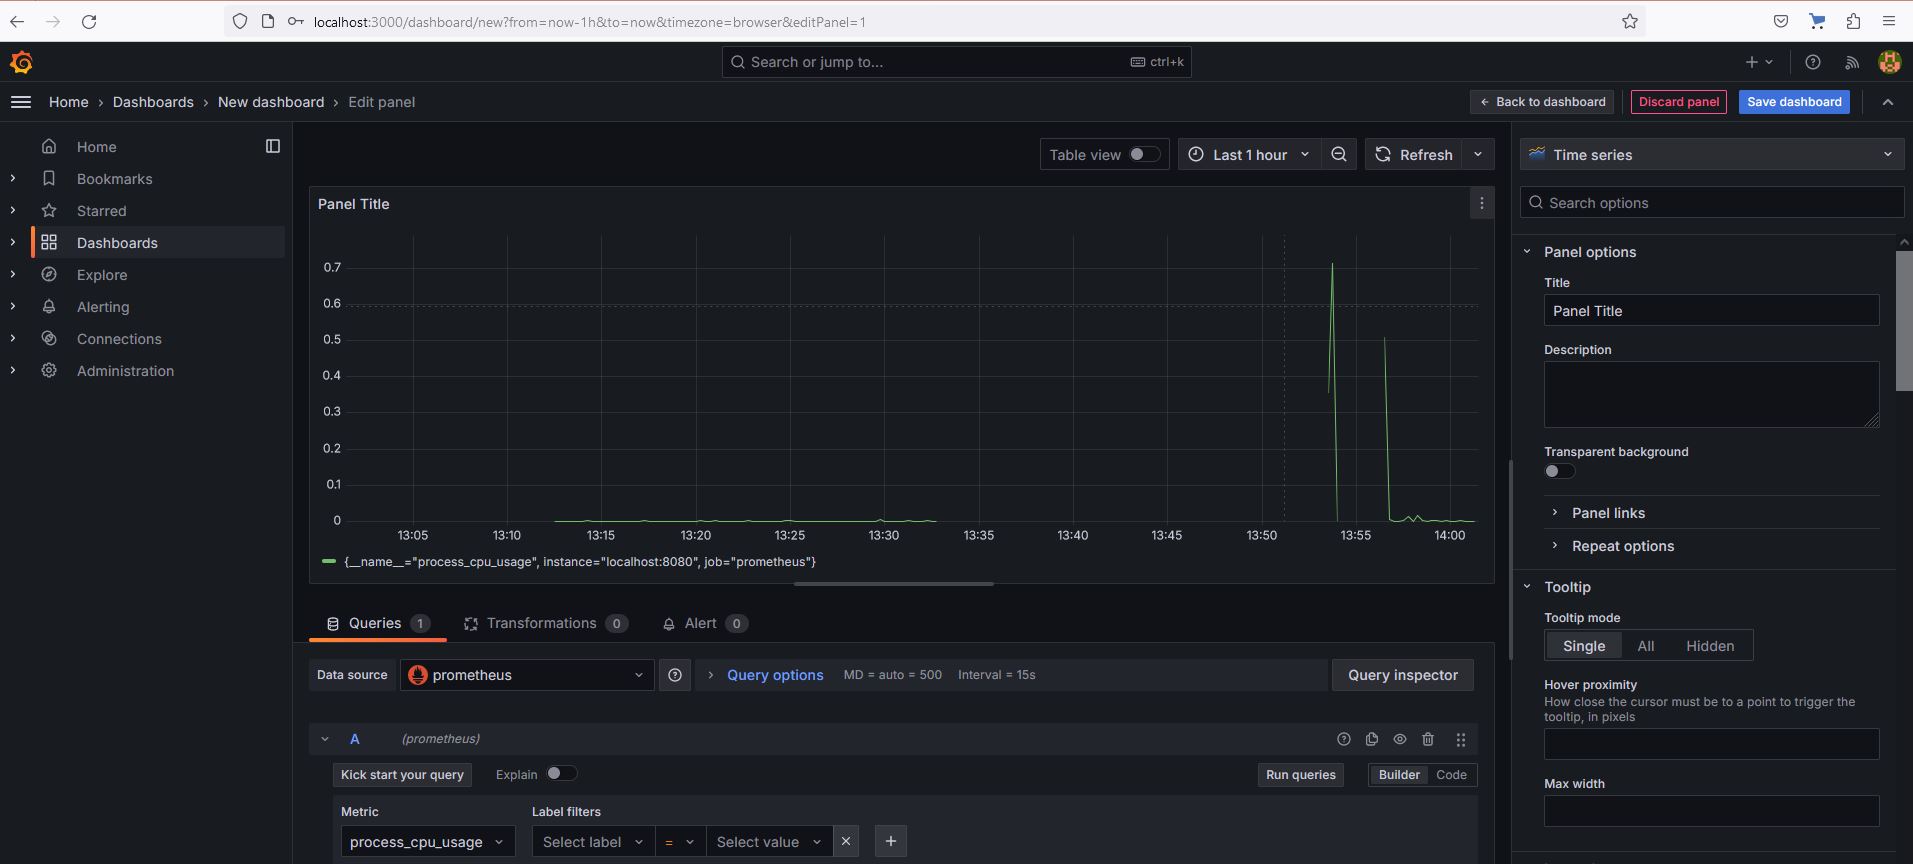 localhost:3000/dashboard/new?from=now-1h&to=now&timezone=browser&editPanel=1
Search or jump to... ctrl+k
Home › Dashboards › New dashboard › Edit panel
Back to dashboard
Discard panel
Save dashboard
Home
Bookmarks
Starred
Dashboards
Explore
Alerting
Connections
Administration
Table view
Last 1 hour
Refresh
Panel Title
0.7
0.6
0.5
0.4
0.3
0.2
0.1
0
13:05 13:10 13:15 13:20 13:25 13:30 13:35 13:40 13:45 13:50 13:55 14:00
{__name__="process_cpu_usage", instance="localhost:8080", job="prometheus"}
Queries 1 Transformations 0 Alert 0
Data source prometheus Query options MD = auto = 500 Interval = 15s Query inspector
A (prometheus)
Kick start your query Explain Run queries Builder Code
Metric Label filters
process_cpu_usage Select label = Select value
Time series
Search options
Panel options
Title
Panel Title
Description
Transparent background
Panel links
Repeat options
Tooltip
Tooltip mode
Single All Hidden
Hover proximity
How close the cursor must be to a point to trigger the
tooltip, in pixels
Max width